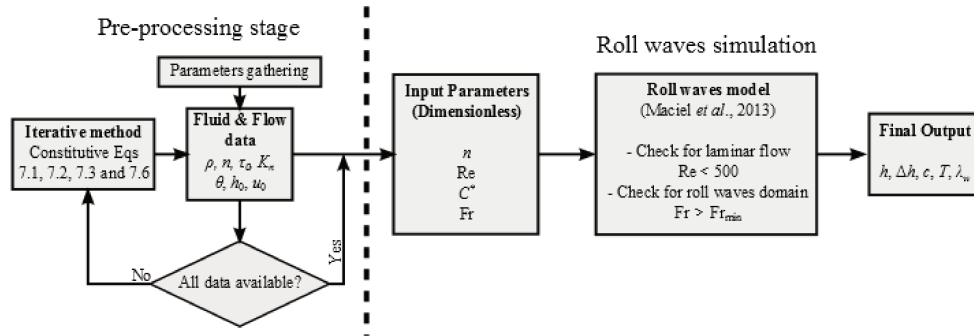 Pre-processing stage
Roll waves simulation
Parameters gathering
Iterative method
Constitutive Eqs
7.1, 7.2, 7.3 and 7.6
Fluid & Flow
data
ρ, n, τ₀, Kₙ
θ, h₀, u₀
All data available?
No
Yes
Input Parameters
(Dimensionless)
n
Re
C*
Fr
Roll waves model
(Maciel et al., 2013)
- Check for laminar flow
Re < 500
- Check for roll waves domain
Fr > Fr_min
Final Output
h, Δh, c, T, λ_w